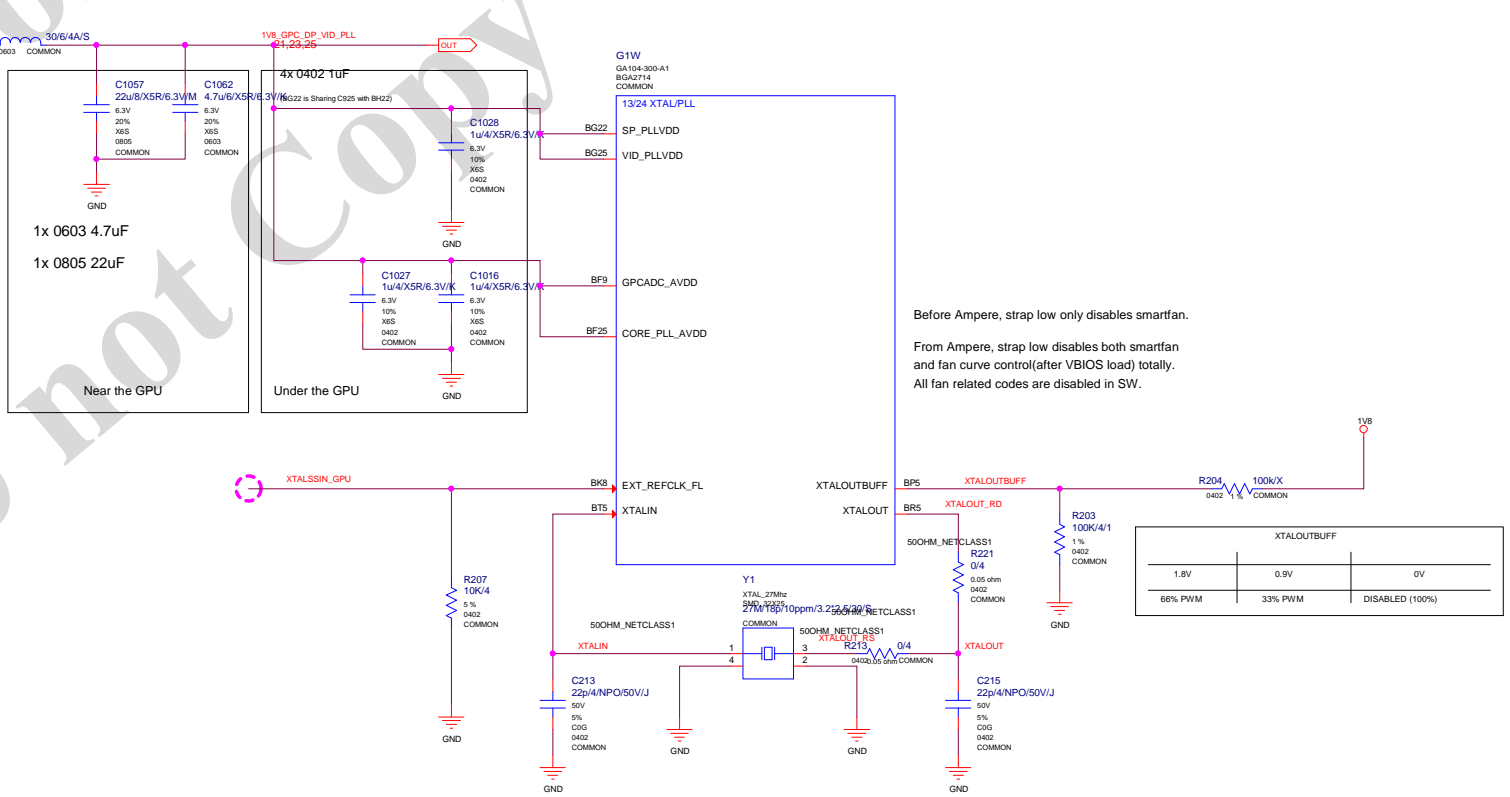 30/6/4A/S
0603 COMMON
1V8_GPC_DP_VID_PLL
21,23,25
OUT
4x 0402 1uF
(BG22 is Sharing C925 with BH22)
C1057
22u/8/X5R/6.3V/M
6.3V
20%
X6S
0805
COMMON
C1062
4.7u/6/X5R/6.3V/K
6.3V
20%
X6S
0603
COMMON
GND
1x 0603 4.7uF
1x 0805 22uF
Near the GPU
C1028
1u/4/X5R/6.3V/K
6.3V
10%
X6S
0402
COMMON
GND
C1027
1u/4/X5R/6.3V/K
6.3V
10%
X6S
0402
COMMON
C1016
1u/4/X5R/6.3V/K
6.3V
10%
X6S
0402
COMMON
GND
Under the GPU
G1W
GA104-300-A1
BGA2714
COMMON
13/24 XTAL/PLL
BG22 SP_PLLVDD
BG25 VID_PLLVDD
BF9 GPCADC_AVDD
BF25 CORE_PLL_AVDD
Before Ampere, strap low only disables smartfan.
From Ampere, strap low disables both smartfan
and fan curve control(after VBIOS load) totally.
All fan related codes are disabled in SW.
XTALSSIN_GPU
BK8 EXT_REFCLK_FL
BT5 XTALIN
XTALOUTBUFF BP5 XTALOUTBUFF
XTALOUT BR5 XTALOUT_RD
1V8
R204 100k/X
0402 1 % COMMON
R203
100K/4/1
1 %
0402
COMMON
GND
50OHM_NETCLASS1
R221
0/4
0.05 ohm
0402
COMMON
XTALOUTBUFF
1.8V 0.9V 0V
66% PWM 33% PWM DISABLED (100%)
R207
10K/4
5 %
0402
COMMON
GND
Y1
XTAL_27Mhz
SMD_32X25
27M/18p/10ppm/3.2*2.5/30/S
50OHM_NETCLASS1
COMMON
50OHM_NETCLASS1
50OHM_NETCLASS1
XTALIN
XTALOUT_RS
1
4
3
2
R213 0/4
0402 0.05 ohm COMMON
XTALOUT
C213
22p/4/NPO/50V/J
50V
5%
C0G
0402
COMMON
GND
GND
GND
C215
22p/4/NPO/50V/J
50V
5%
C0G
0402
COMMON
GND
not Copy